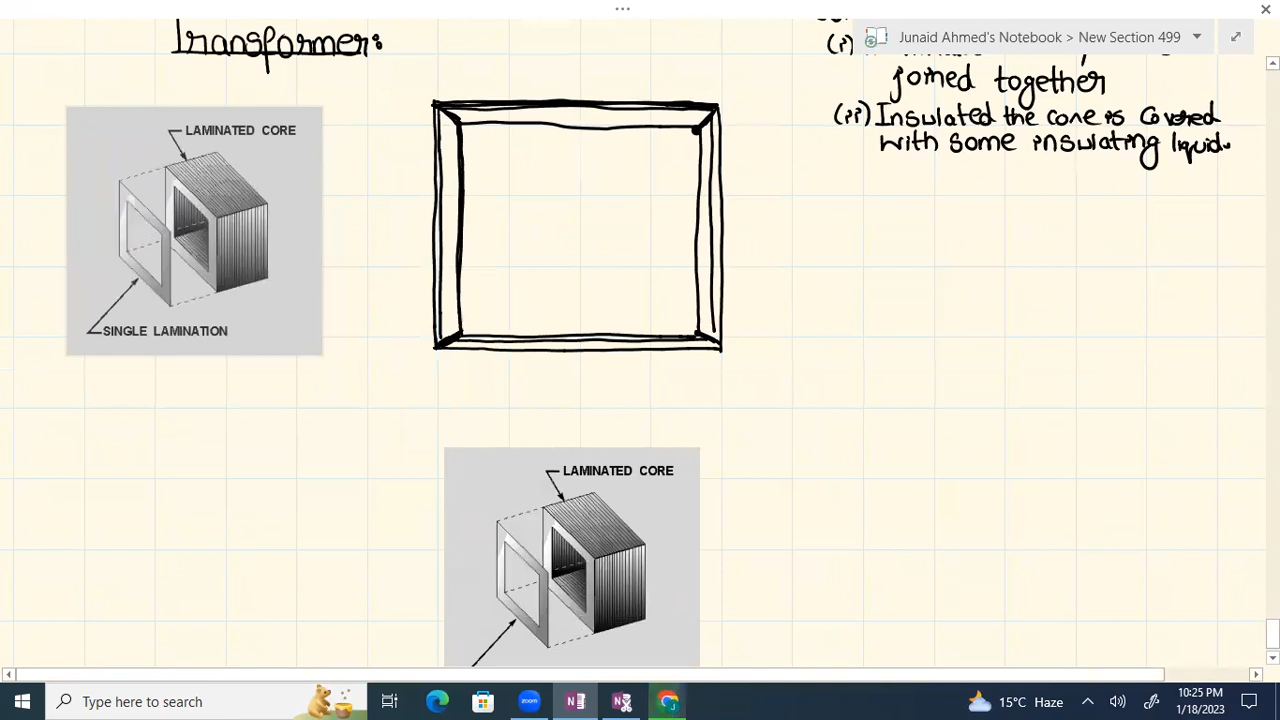 Junaid Ahmed's Notebook > New Section 499
Transformer:
(i)
joined together
(ii) Insulated the core is Covered
with some insulating liquid.
LAMINATED CORE
SINGLE LAMINATION
LAMINATED CORE
Type here to search
zoom
15°C Haze
10:25 PM
1/18/2023